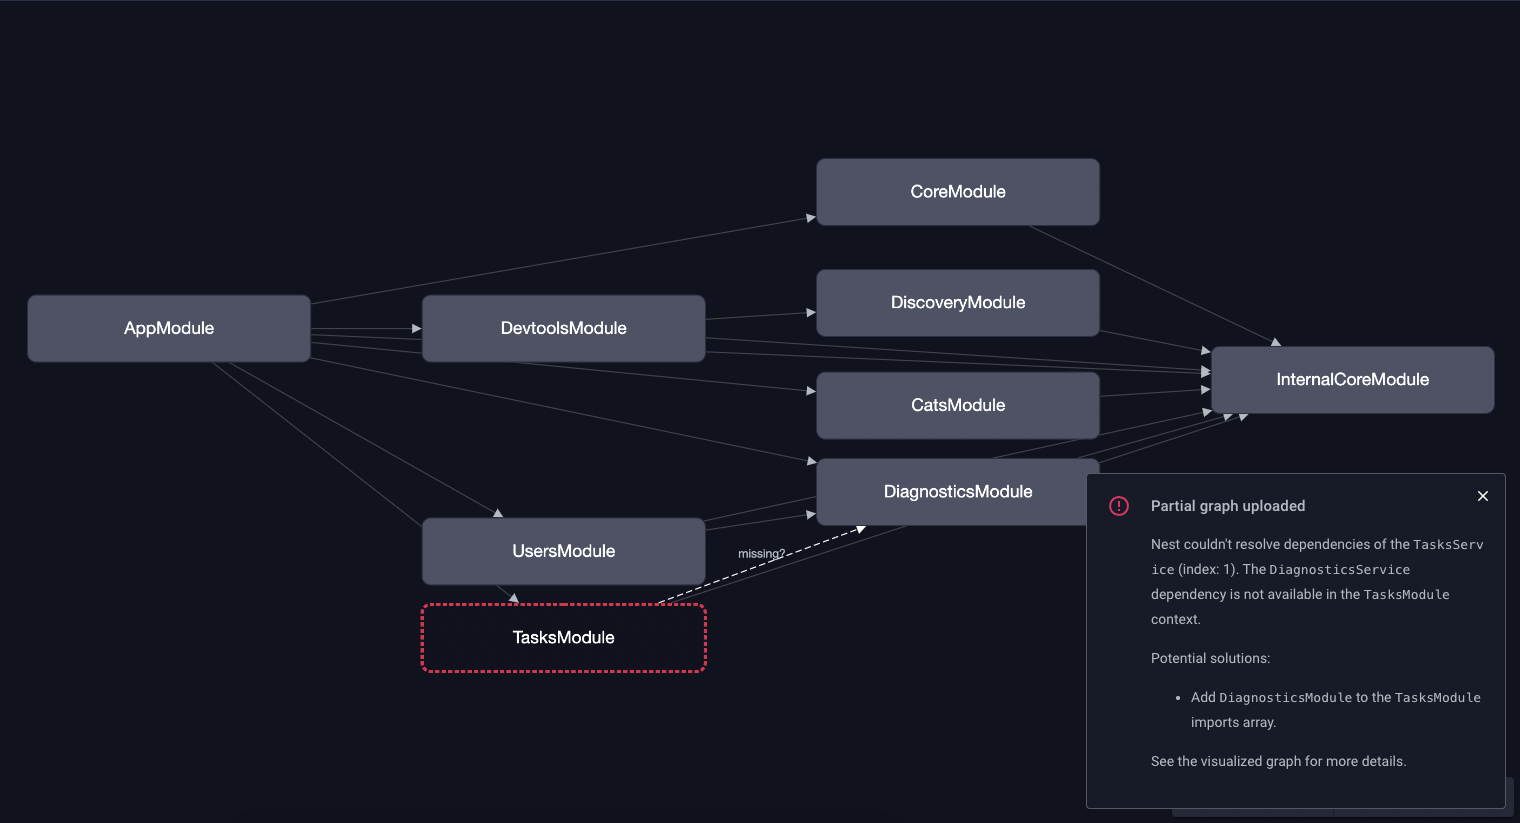 CoreModule
DiscoveryModule
AppModule
DevtoolsModule
InternalCoreModule
CatsModule
DiagnosticsModule
UsersModule
missing?
TasksModule
Partial graph uploaded
Nest couldn't resolve dependencies of the TasksServ
ice (index: 1). The DiagnosticsService
dependency is not available in the TasksModule
context.
Potential solutions:
• Add DiagnosticsModule to the TasksModule
imports array.
See the visualized graph for more details.